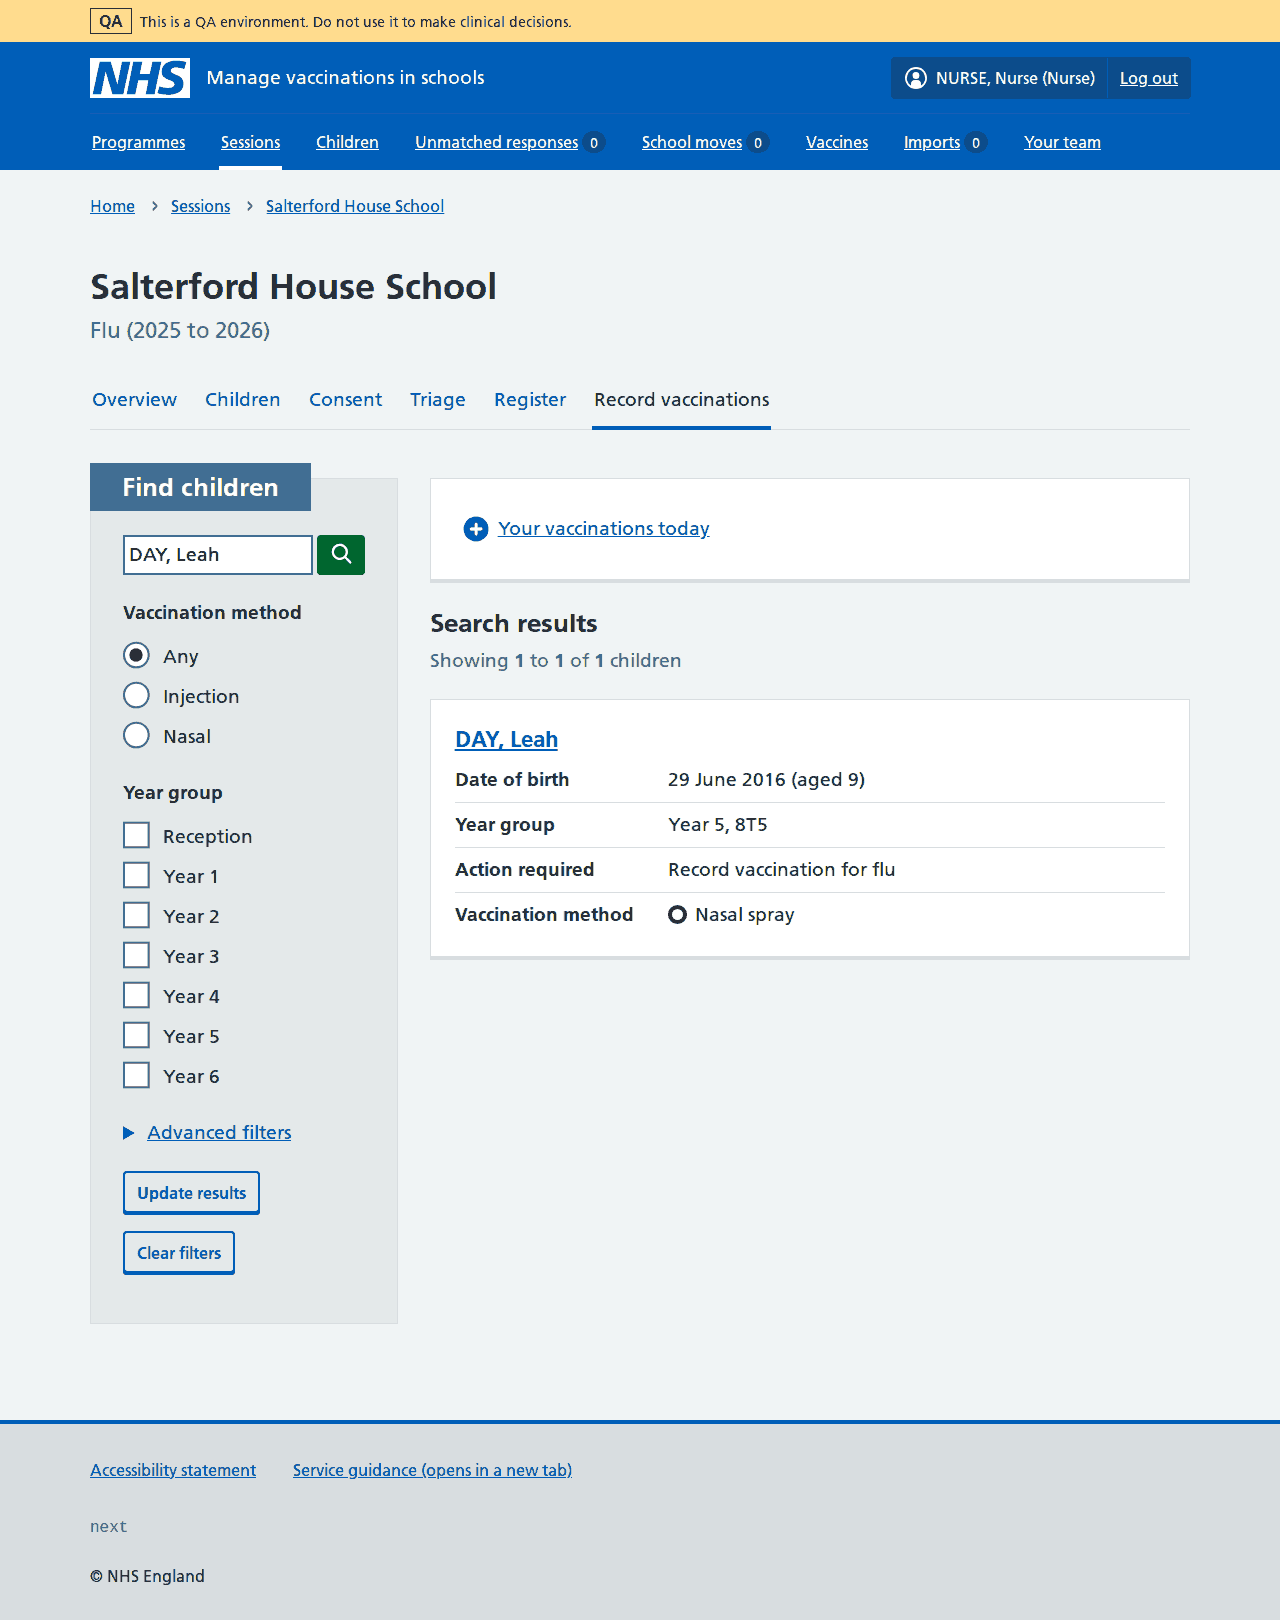 QA This is a QA environment. Do not use it to make clinical decisions.
NHS Manage vaccinations in schools NURSE, Nurse (Nurse) Log out
Programmes Sessions Children Unmatched responses 0 School moves 0 Vaccines Imports 0 Your team
Home Sessions Salterford House School
Salterford House School
Flu (2025 to 2026)
Overview Children Consent Triage Register Record vaccinations
Find children
DAY, Leah
Vaccination method
Any
Injection
Nasal
Year group
Reception
Year 1
Year 2
Year 3
Year 4
Year 5
Year 6
Advanced filters
Update results
Clear filters
Your vaccinations today
Search results
Showing 1 to 1 of 1 children
DAY, Leah
Date of birth 29 June 2016 (aged 9)
Year group Year 5, 8T5
Action required Record vaccination for flu
Vaccination method Nasal spray
Accessibility statement Service guidance (opens in a new tab)
next
© NHS England